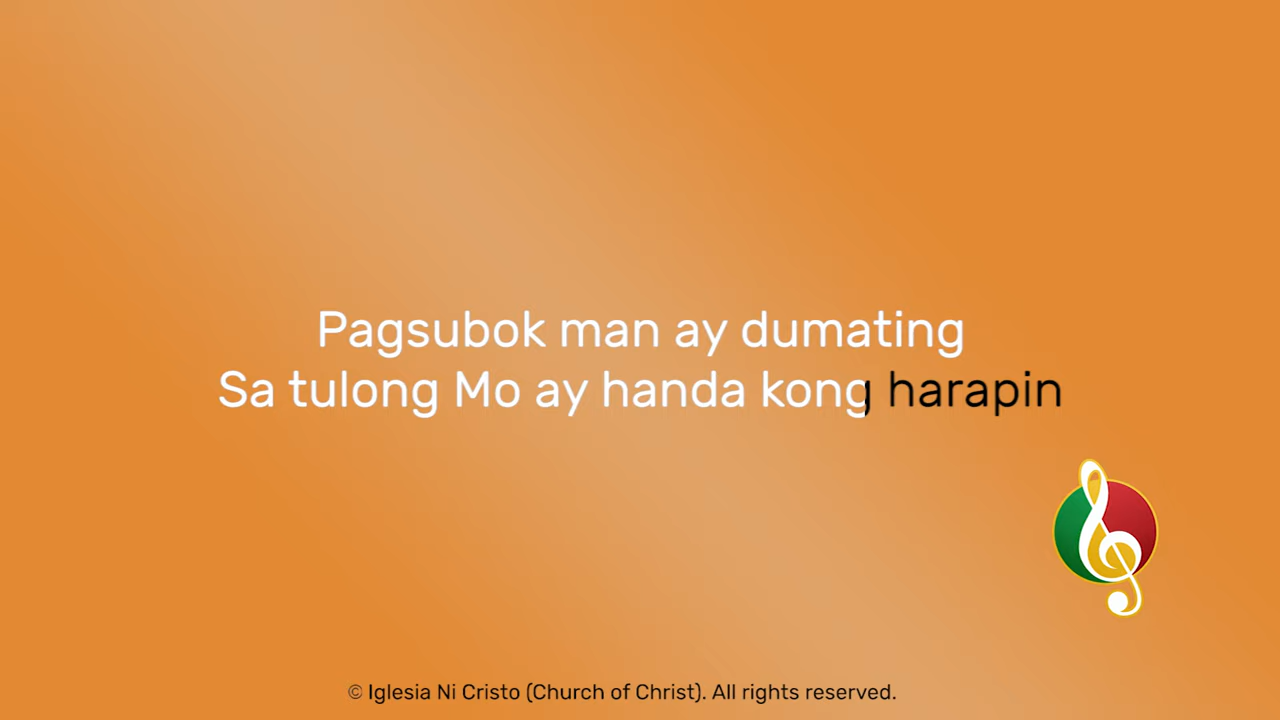 Pagsubok man ay dumating
Sa tulong Mo ay handa kong harapin
© Iglesia Ni Cristo (Church of Christ). All rights reserved.